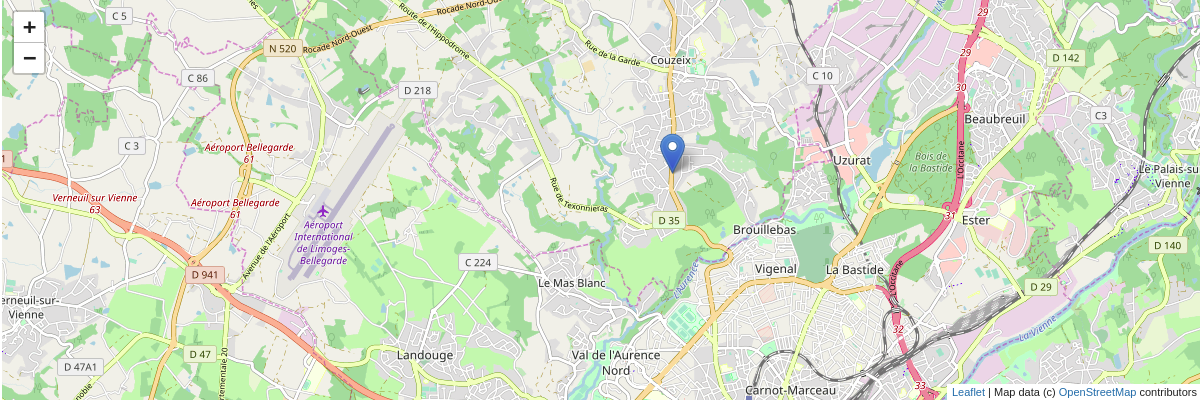 +
−
C 5
Route de l'Hippodrome
Rocade Nord-Ouest
N 520
Rocade Nord-Ouest
Rue de la Garde
Couzeix
29
29
D 142
C 10
C 86
D 218
30
Beaubreuil
C3
C 3
Aéroport Bellegarde
61
L'Occitane
Uzurat
Bois de
la Bastide
Le Palais-sur-
Vienne
Verneuil sur Vienne
63
Aéroport Bellegarde
61
Rue de Texonnieras
D 35
31
Ester
Aéroport
International
de Limoges-
Bellegarde
Avenue de l'Aéroport
Brouillebas
D 140
C 224
D 941
L'Aurence
Vigenal
La Bastide
L'Occitane
Le Mas Blanc
D 29
Vienne
La Vienne
32
D 47
Landouge
Val de l'Aurence
Nord
D 47A1
Carnot-Marceau
33
Leaflet | Map data (c) OpenStreetMap contributors